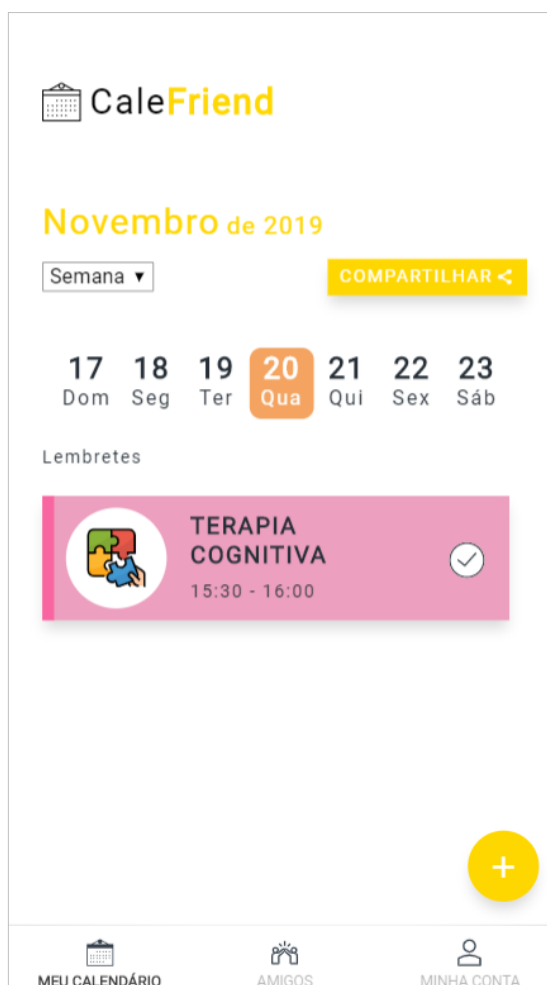 CaleFriend
Novembro de 2019
Semana
COMPARTILHAR
17 18 19 20 21 22 23
Dom Seg Ter Qua Qui Sex Sáb
Lembretes
TERAPIA
COGNITIVA
15:30 - 16:00
+
MEU CALENDÁRIO AMIGOS MINHA CONTA